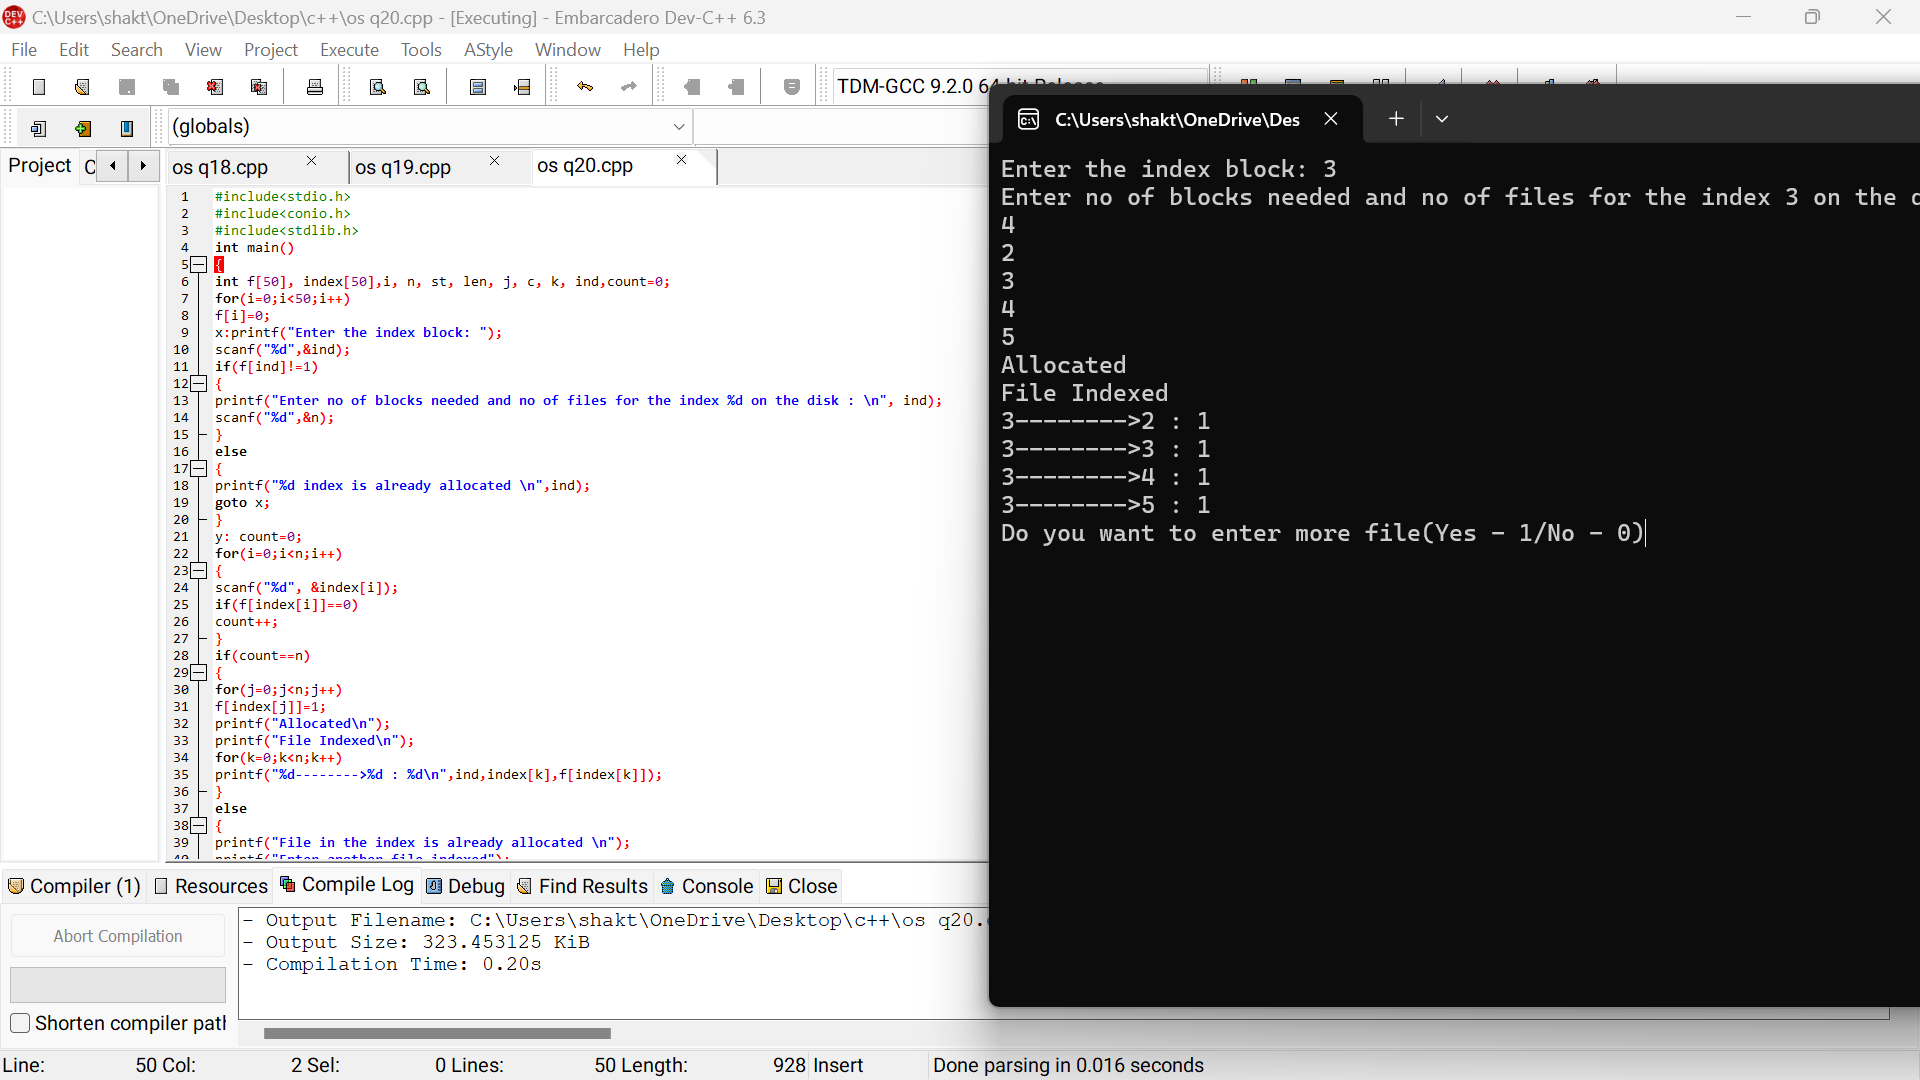 C:\Users\shakt\OneDrive\Desktop\c++\os q20.cpp - [Executing] - Embarcadero Dev-C++ 6.3
File Edit Search View Project Execute Tools AStyle Window Help
TDM-GCC 9.2.0 64-bit Release
(globals)
Project
os q18.cpp os q19.cpp os q20.cpp
1 #include<stdio.h>
2 #include<conio.h>
3 #include<stdlib.h>
4 int main()
5 {
6 int f[50], index[50],i, n, st, len, j, c, k, ind,count=0;
7 for(i=0;i<50;i++)
8 f[i]=0;
9 x:printf("Enter the index block: ");
10 scanf("%d",&ind);
11 if(f[ind]!=1)
12 {
13 printf("Enter no of blocks needed and no of files for the index %d on the disk : \n", ind);
14 scanf("%d",&n);
15 }
16 else
17 {
18 printf("%d index is already allocated \n",ind);
19 goto x;
20 }
21 y: count=0;
22 for(i=0;i<n;i++)
23 {
24 scanf("%d", &index[i]);
25 if(f[index[i]]==0)
26 count++;
27 }
28 if(count==n)
29 {
30 for(j=0;j<n;j++)
31 f[index[j]]=1;
32 printf("Allocated\n");
33 printf("File Indexed\n");
34 for(k=0;k<n;k++)
35 printf("%d-------->%d : %d\n",ind,index[k],f[index[k]]);
36 }
37 else
38 {
39 printf("File in the index is already allocated \n");
40 printf("Enter another file indexed");
C:\Users\shakt\OneDrive\Des
Enter the index block: 3
Enter no of blocks needed and no of files for the index 3 on the
4
2
3
4
5
Allocated
File Indexed
3-------->2 : 1
3-------->3 : 1
3-------->4 : 1
3-------->5 : 1
Do you want to enter more file(Yes - 1/No - 0)
Compiler (1) Resources Compile Log Debug Find Results Console Close
Abort Compilation
Shorten compiler path
- Output Filename: C:\Users\shakt\OneDrive\Desktop\c++\os q20.
- Output Size: 323.453125 KiB
- Compilation Time: 0.20s
Line: 50 Col: 2 Sel: 0 Lines: 50 Length: 928 Insert Done parsing in 0.016 seconds